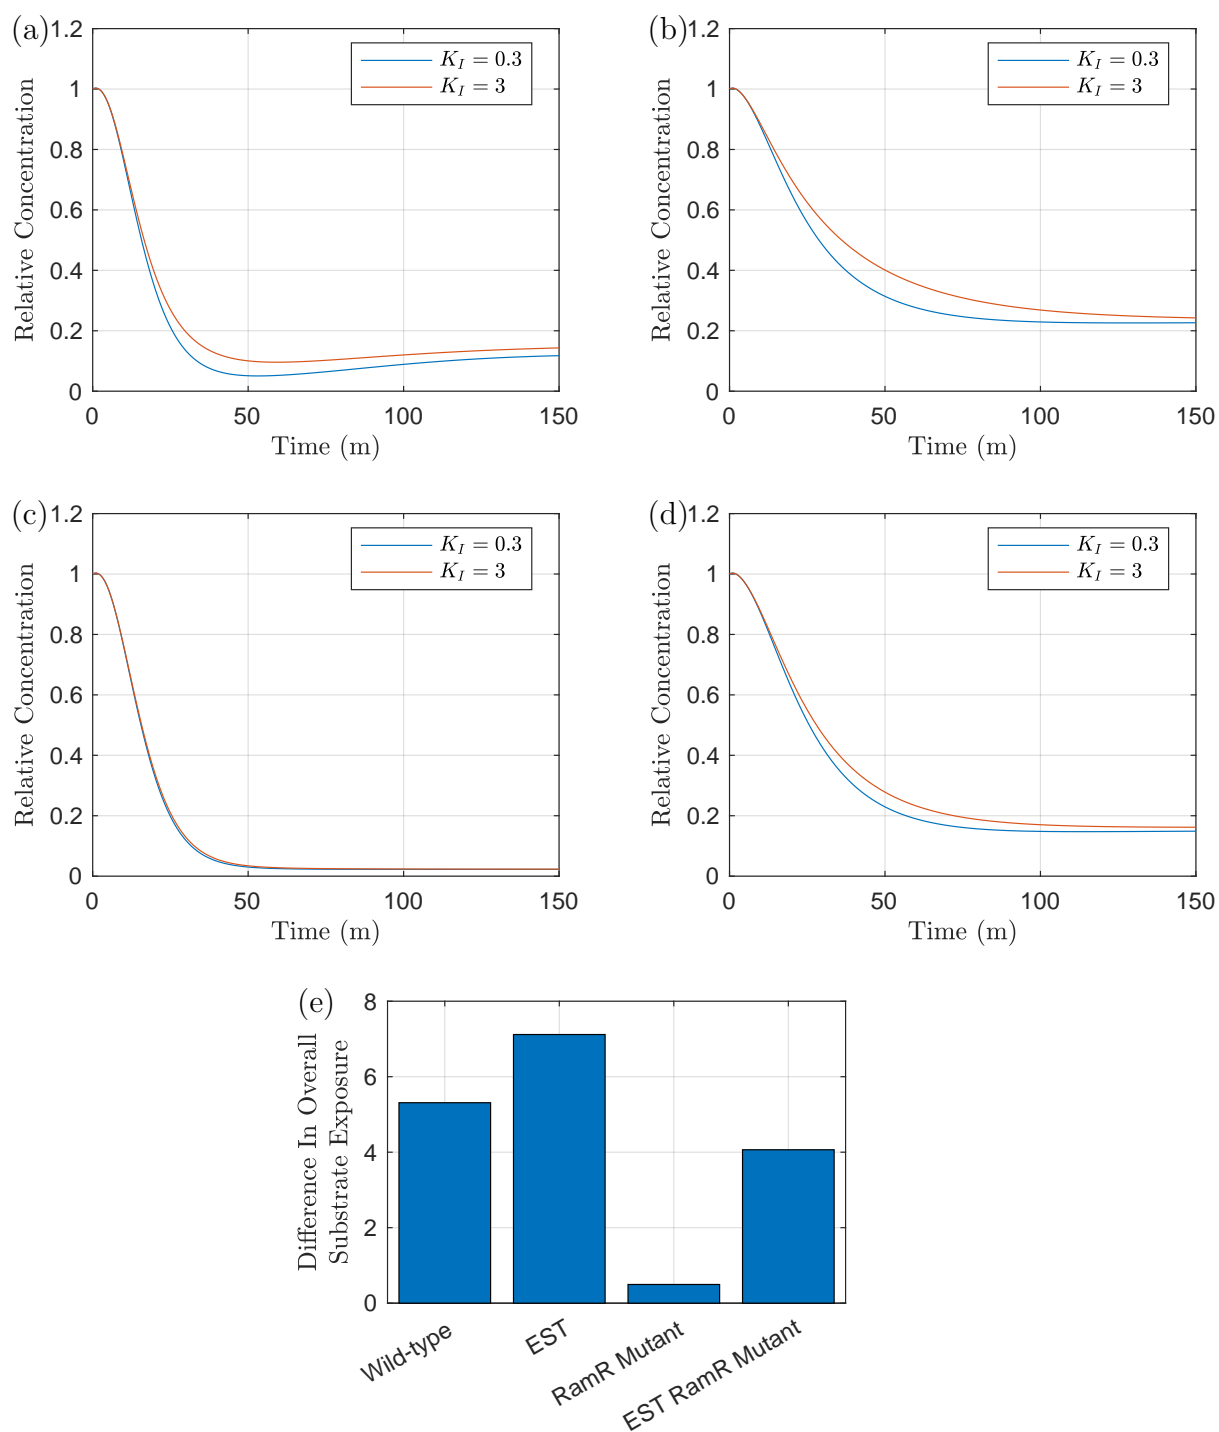 (a)
1.2
1
0.8
0.6
0.4
0.2
0
Relative Concentration
K_I = 0.3
K_I = 3
0 50 100 150
Time (m)
(b)
1.2
1
0.8
0.6
0.4
0.2
0
Relative Concentration
K_I = 0.3
K_I = 3
0 50 100 150
Time (m)
(c)
1.2
1
0.8
0.6
0.4
0.2
0
Relative Concentration
K_I = 0.3
K_I = 3
0 50 100 150
Time (m)
(d)
1.2
1
0.8
0.6
0.4
0.2
0
Relative Concentration
K_I = 0.3
K_I = 3
0 50 100 150
Time (m)
(e)
8
6
4
2
0
Difference In Overall
Substrate Exposure
Wild-type
EST
RamR Mutant
EST RamR Mutant